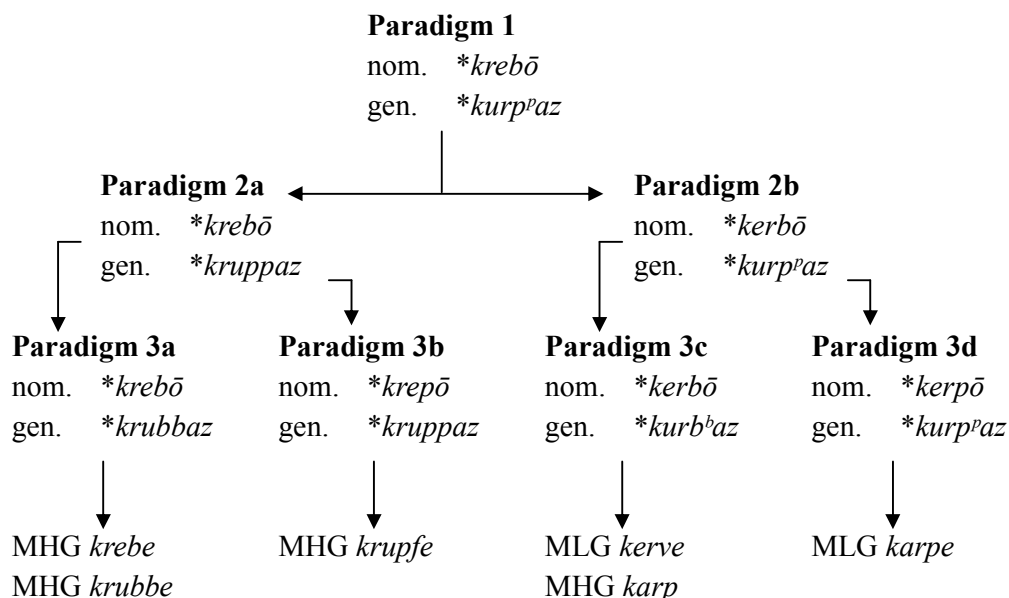 Paradigm 1
nom. *krebō
gen. *kurpᵖaz
Paradigm 2a
nom. *krebō
gen. *kruppaz
Paradigm 2b
nom. *kerbō
gen. *kurpᵖaz
Paradigm 3a
nom. *krebō
gen. *krubbaz
Paradigm 3b
nom. *krepō
gen. *kruppaz
Paradigm 3c
nom. *kerbō
gen. *kurbᵇaz
Paradigm 3d
nom. *kerpō
gen. *kurpᵖaz
MHG krebe
MHG krubbe
MHG krupfe
MLG kerve
MHG karp
MLG karpe